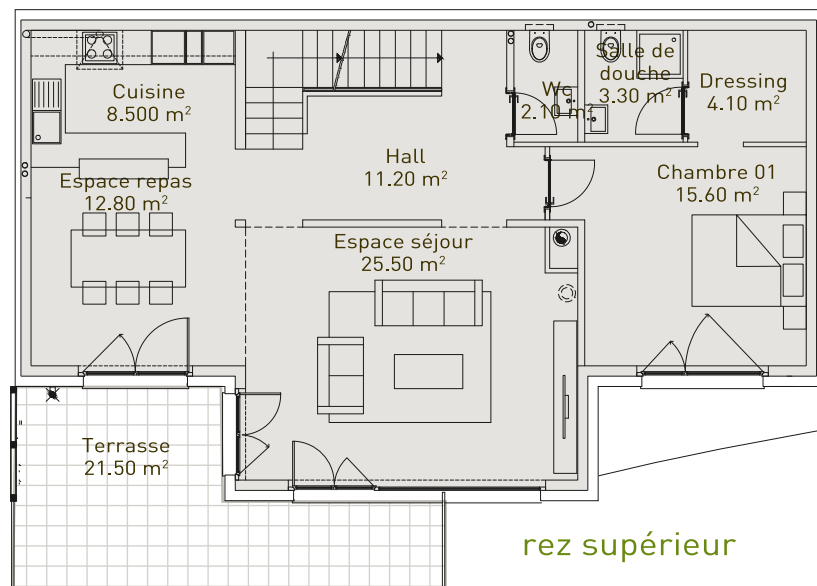 Cuisine
8.500 m²
Espace repas
12.80 m²
Hall
11.20 m²
Wc
2.10 m²
Salle de
douche
3.30 m²
Dressing
4.10 m²
Chambre 01
15.60 m²
Espace séjour
25.50 m²
Terrasse
21.50 m²
rez supérieur